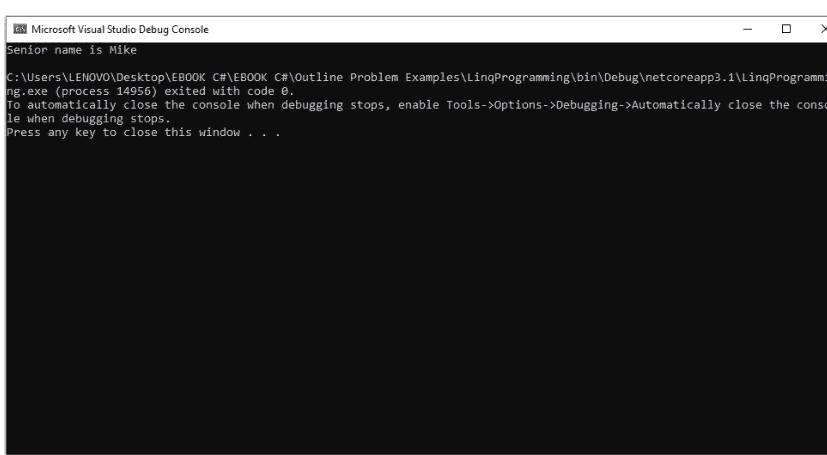 Microsoft Visual Studio Debug Console
Senior name is Mike
C:\Users\LENOVO\Desktop\EBOOK C#\EBOOK C#\Outline Problem Examples\LinqProgramming\bin\Debug\netcoreapp3.1\LinqProgrammi
ng.exe (process 14956) exited with code 0.
To automatically close the console when debugging stops, enable Tools->Options->Debugging->Automatically close the conso
le when debugging stops.
Press any key to close this window . . .